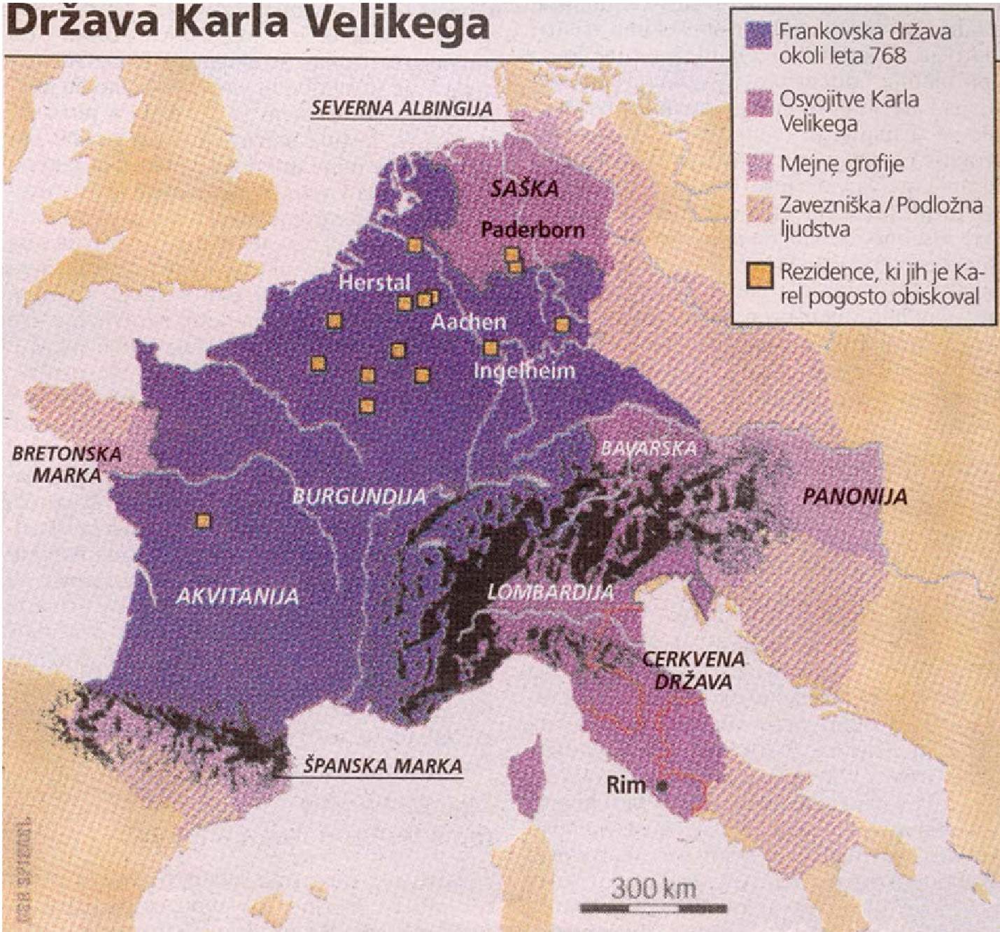 Država Karla Velikega
Frankovska država
okoli leta 768
Osvojitve Karla
Velikega
Mejne grofije
Zavezniška / Podložna
ljudstva
Rezidence, ki jih je Ka-
rel pogosto obiskoval
SEVERNA ALBINGIJA
SAŠKA
Paderborn
Herstal
Aachen
Ingelheim
BRETONSKA
MARKA
BAVARSKA
BURGUNDIJA
PANONIJA
AKVITANIJA
LOMBARDIJA
CERKVENA
DRŽAVA
ŠPANSKA MARKA
Rim
300 km